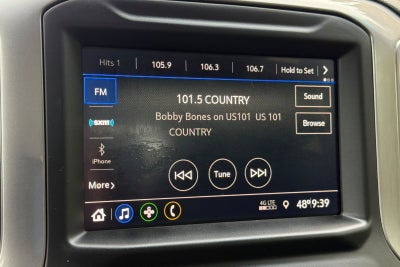 Hits 1 105.9 106.3 106.7 Hold to Set
FM
101.5 COUNTRY
Sound
Bobby Bones on US101 US 101
COUNTRY
Browse
((sxm))
iPhone
Tune
More
4G LTE
48° 9:39